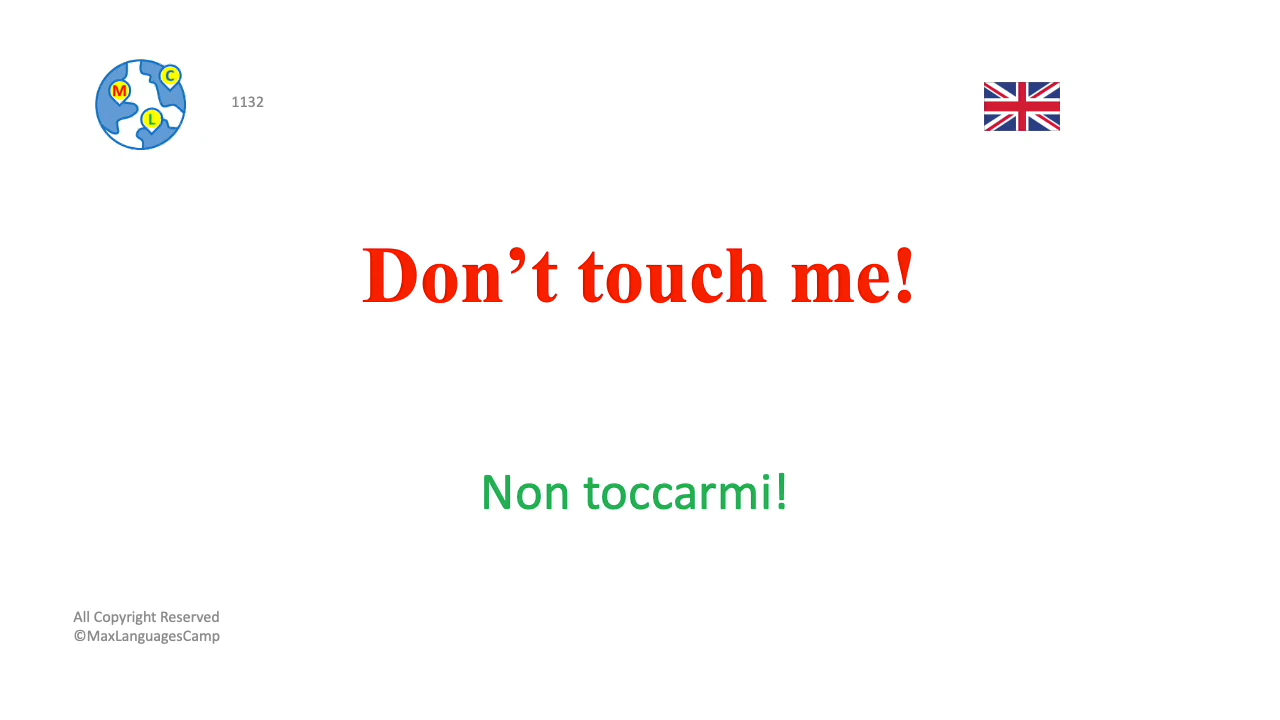 M
C
L
1132
Don’t touch me!
Non toccarmi!
All Copyright Reserved
©MaxLanguagesCamp